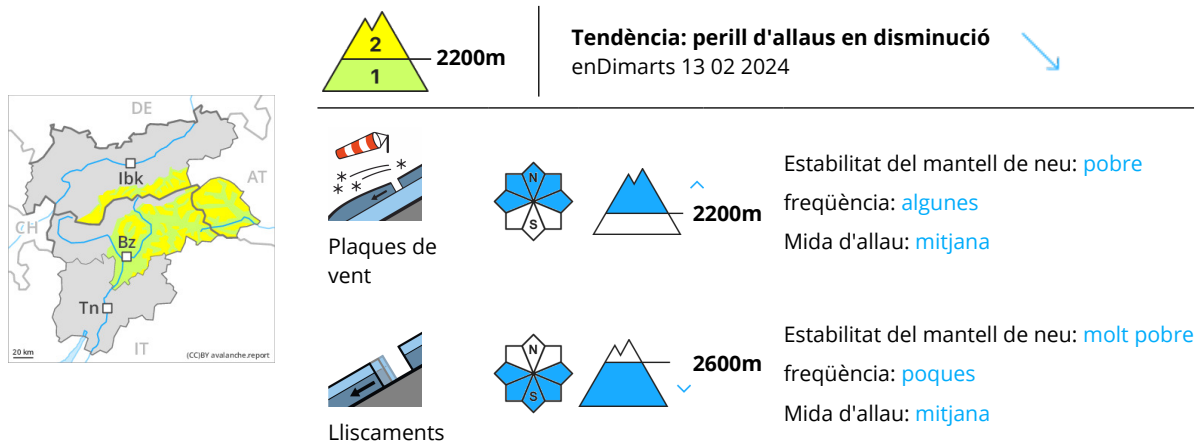 2
1
2200m
Tendència: perill d'allaus en disminució
enDimarts 13 02 2024
DE
Ibk
AT
CH
Bz
Tn
IT
20 km
(CC)BY avalanche.report
Plaques de
vent
N
S
2200m
Estabilitat del mantell de neu: pobre
freqüència: algunes
Mida d'allau: mitjana
Lliscaments
N
S
2600m
Estabilitat del mantell de neu: molt pobre
freqüència: poques
Mida d'allau: mitjana